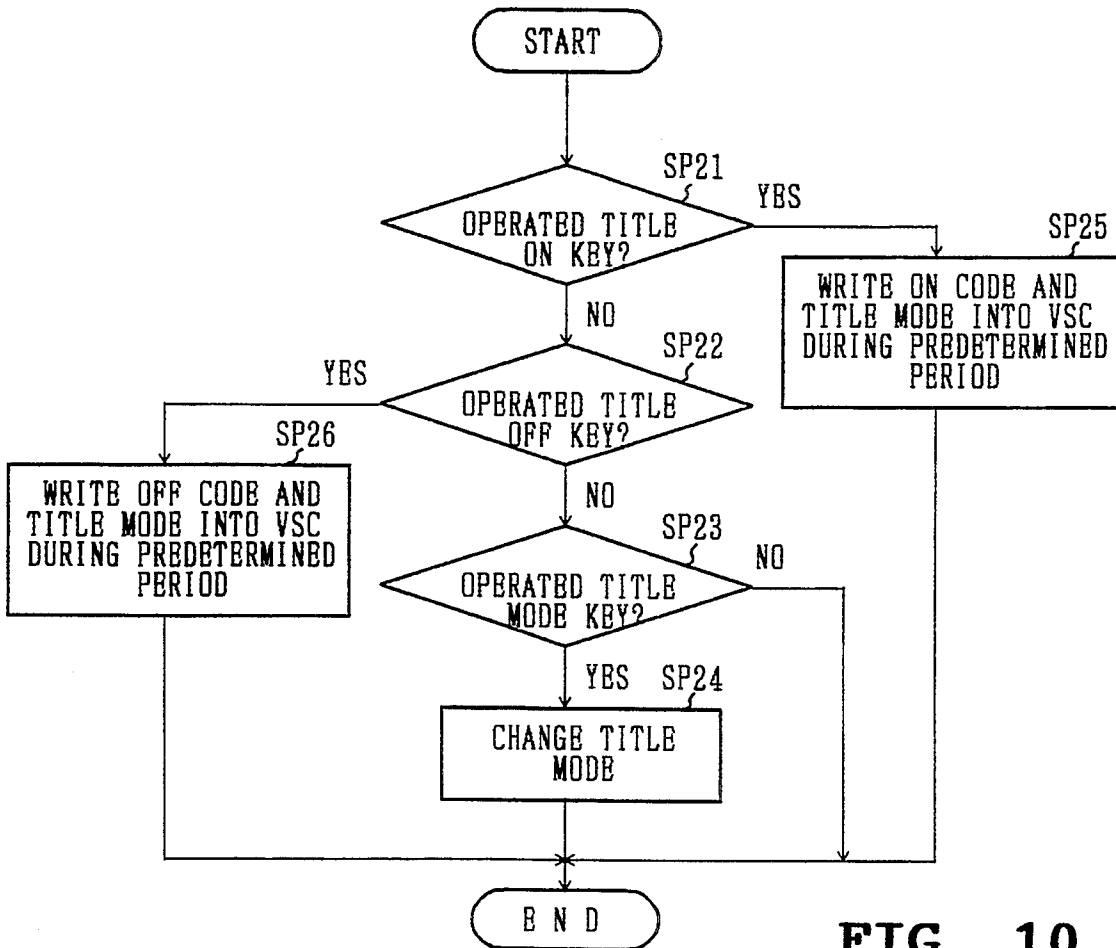 START
SP21
OPERATED TITLE
ON KEY?
YES
NO
SP25
WRITE ON CODE AND
TITLE MODE INTO VSC
DURING PREDETERMINED
PERIOD
SP22
OPERATED TITLE
OFF KEY?
YES
NO
SP26
WRITE OFF CODE AND
TITLE MODE INTO VSC
DURING PREDETERMINED
PERIOD
SP23
OPERATED TITLE
MODE KEY?
NO
YES
SP24
CHANGE TITLE
MODE
END
FIG. 10